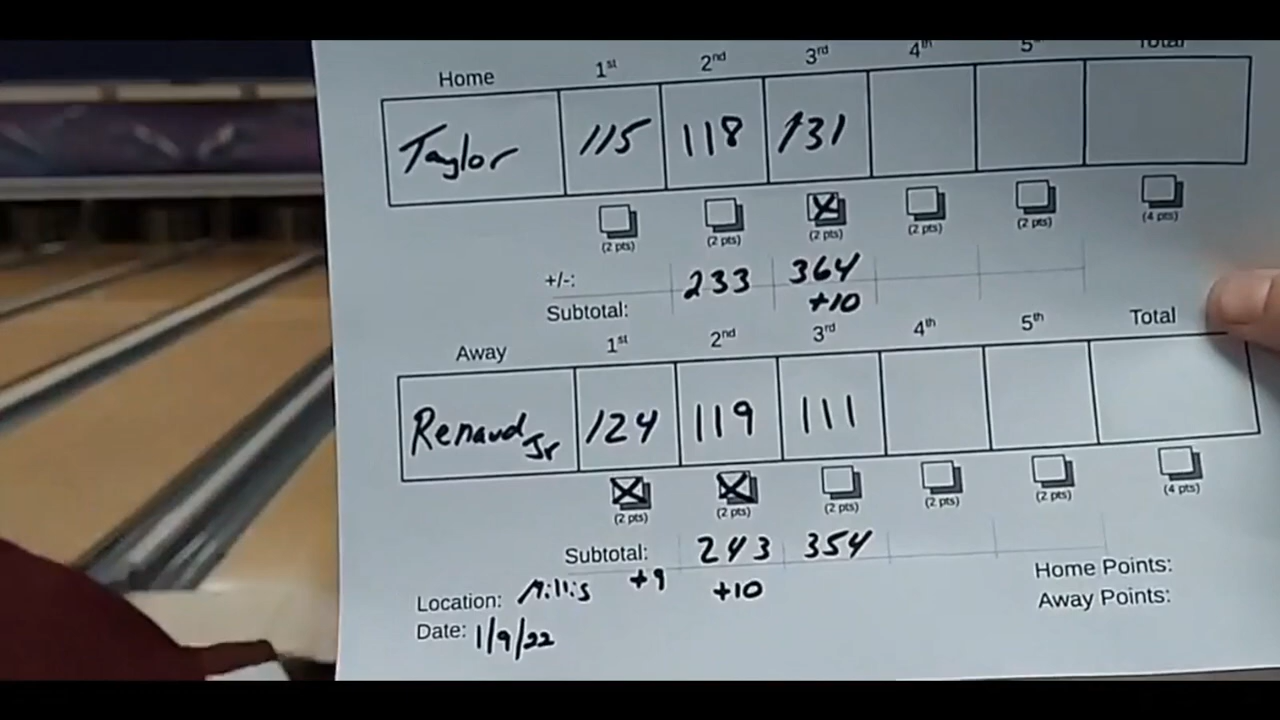 Home 1st 2nd 3rd 4th 5th Total
Taylor 115 118 131
(2 pts) (2 pts) (2 pts) (2 pts) (2 pts) (4 pts)
+/-: 233 364
Subtotal: +10
Away 1st 2nd 3rd 4th 5th Total
Renaud Jr 124 119 111
(2 pts) (2 pts) (2 pts) (2 pts) (2 pts) (4 pts)
Subtotal: 243 354
+9 +10
Location: Millis
Date: 1/9/22
Home Points:
Away Points: